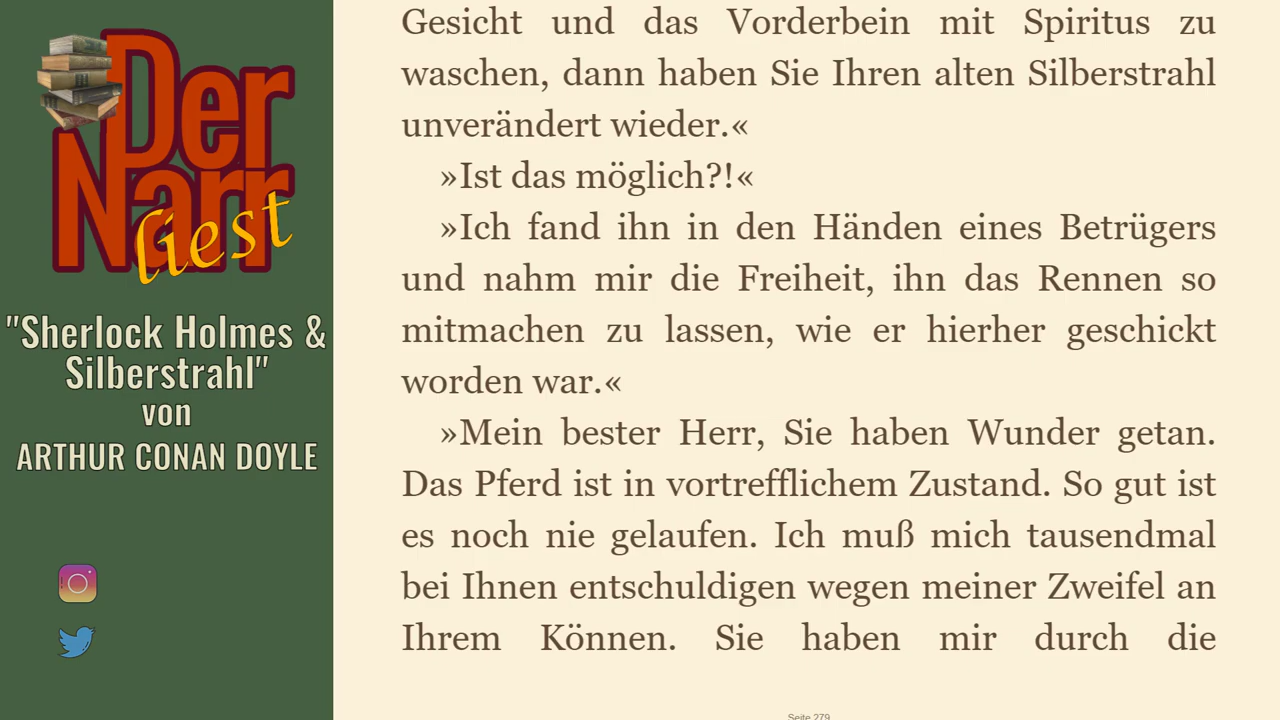 Der
Narr
liest
"Sherlock Holmes &
Silberstrahl"
von
ARTHUR CONAN DOYLE
Gesicht und das Vorderbein mit Spiritus zu
waschen, dann haben Sie Ihren alten Silberstrahl
unverändert wieder.«
»Ist das möglich?!«
»Ich fand ihn in den Händen eines Betrügers
und nahm mir die Freiheit, ihn das Rennen so
mitmachen zu lassen, wie er hierher geschickt
worden war.«
»Mein bester Herr, Sie haben Wunder getan.
Das Pferd ist in vortrefflichem Zustand. So gut ist
es noch nie gelaufen. Ich muß mich tausendmal
bei Ihnen entschuldigen wegen meiner Zweifel an
Ihrem Können. Sie haben mir durch die
Seite 279